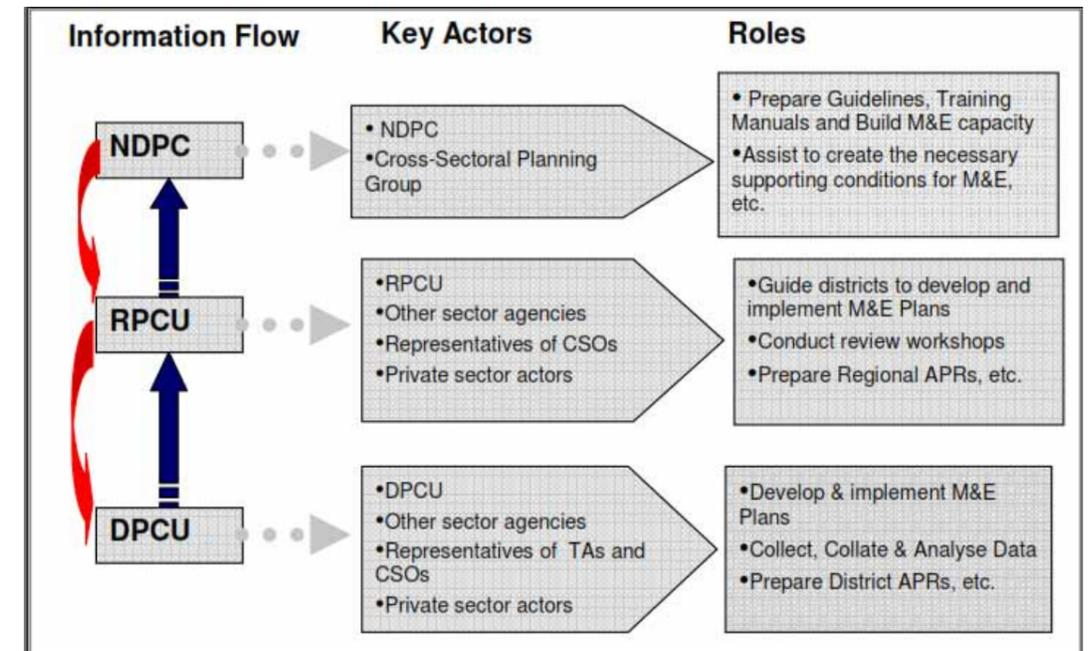 Information Flow
Key Actors
Roles
NDPC
• NDPC
•Cross-Sectoral Planning
Group
• Prepare Guidelines, Training
Manuals and Build M&E capacity
•Assist to create the necessary
supporting conditions for M&E,
etc.
RPCU
•RPCU
•Other sector agencies
•Representatives of CSOs
•Private sector actors
•Guide districts to develop and
implement M&E Plans
•Conduct review workshops
•Prepare Regional APRs, etc.
DPCU
•DPCU
•Other sector agencies
•Representatives of TAs and
CSOs
•Private sector actors
•Develop & implement M&E
Plans
•Collect, Collate & Analyse Data
•Prepare District APRs, etc.